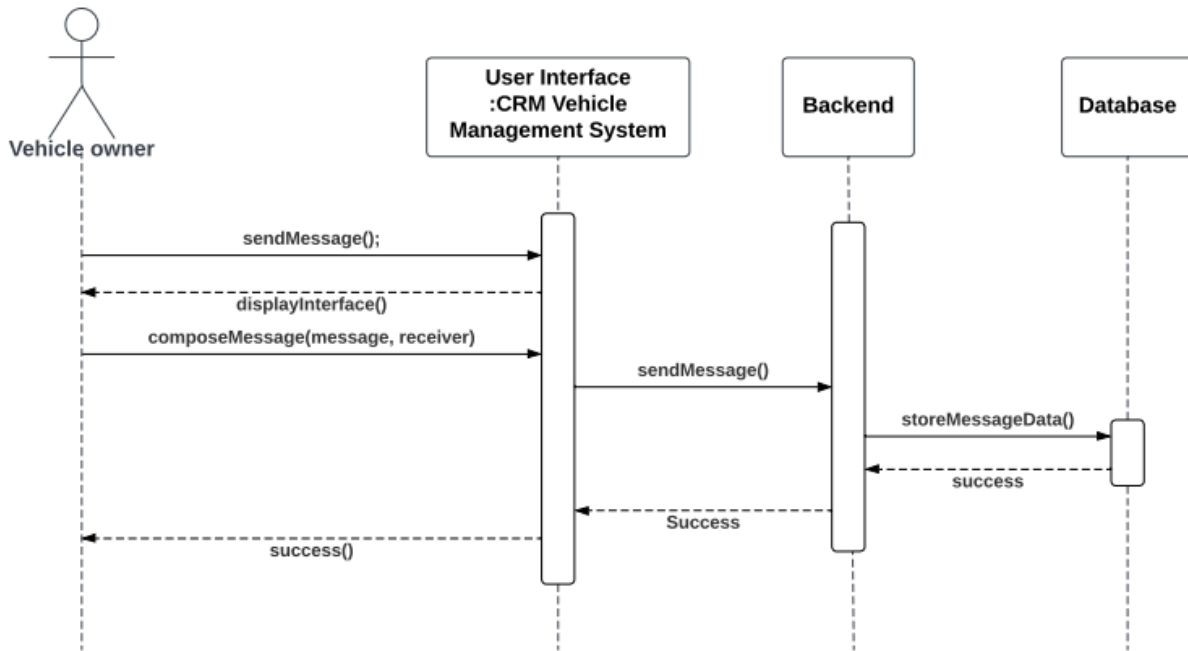 User Interface
:CRM Vehicle
Management System
Backend
Database
Vehicle owner
sendMessage();
displayInterface()
composeMessage(message, receiver)
sendMessage()
storeMessageData()
success
Success
success()